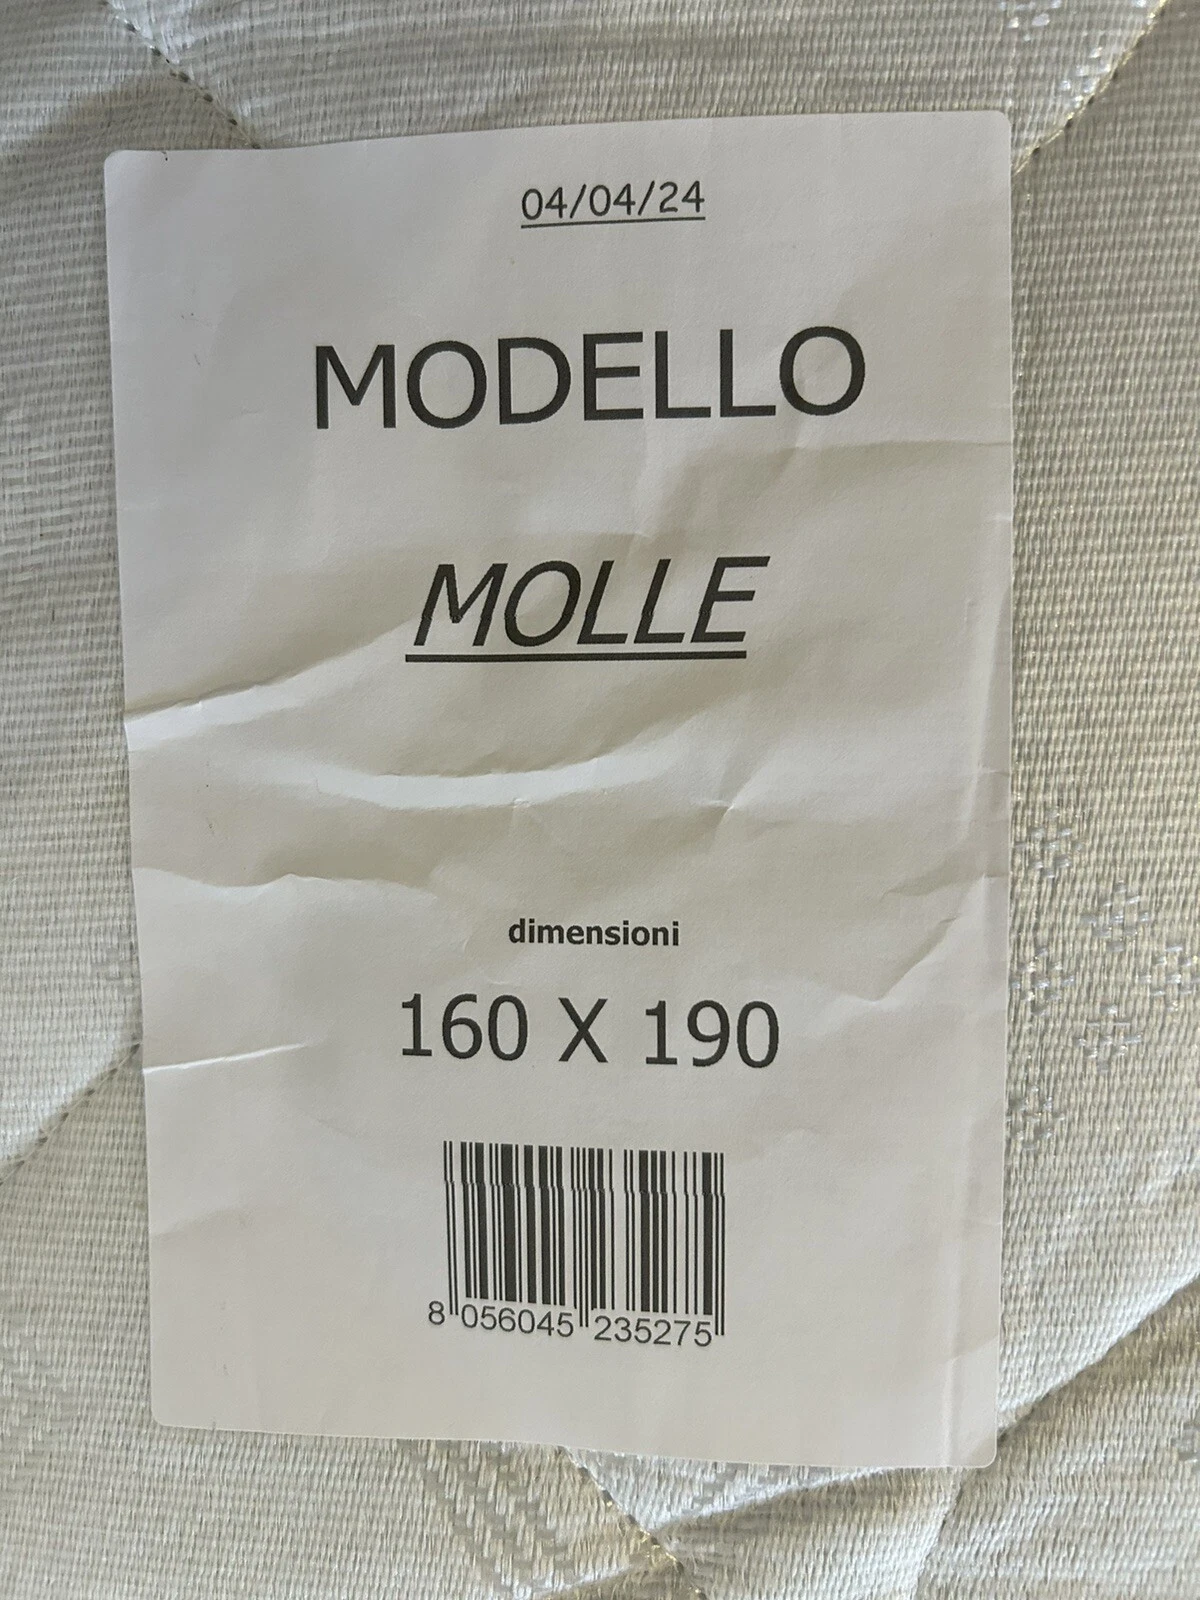 04/04/24
MODELLO
MOLLE
dimensioni
160 X 190
8 056045 235275